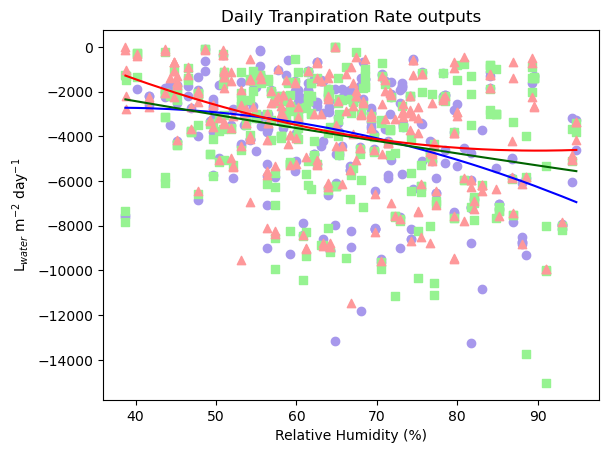 Daily Tranpiration Rate outputs
0
−2000
−4000
−6000
−8000
−10000
−12000
−14000
L_water m⁻² day⁻¹
40 50 60 70 80 90
Relative Humidity (%)